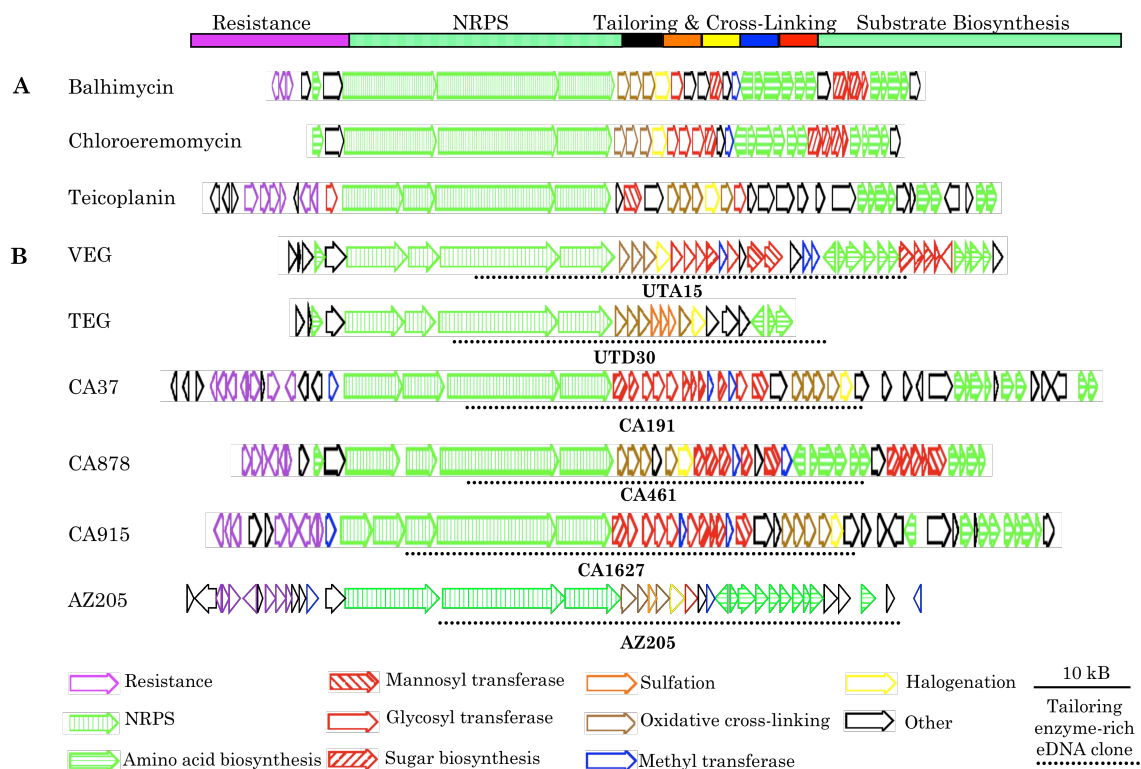 Resistance NRPS Tailoring & Cross-Linking Substrate Biosynthesis
A Balhimycin
Chloroeremomycin
Teicoplanin
B VEG
UTA15
TEG
UTD30
CA37
CA191
CA878
CA461
CA915
CA1627
AZ205
AZ205
Resistance Mannosyl transferase Sulfation Halogenation 10 kB
NRPS Glycosyl transferase Oxidative cross-linking Other Tailoring
enzyme-rich
Amino acid biosynthesis Sugar biosynthesis Methyl transferase eDNA clone